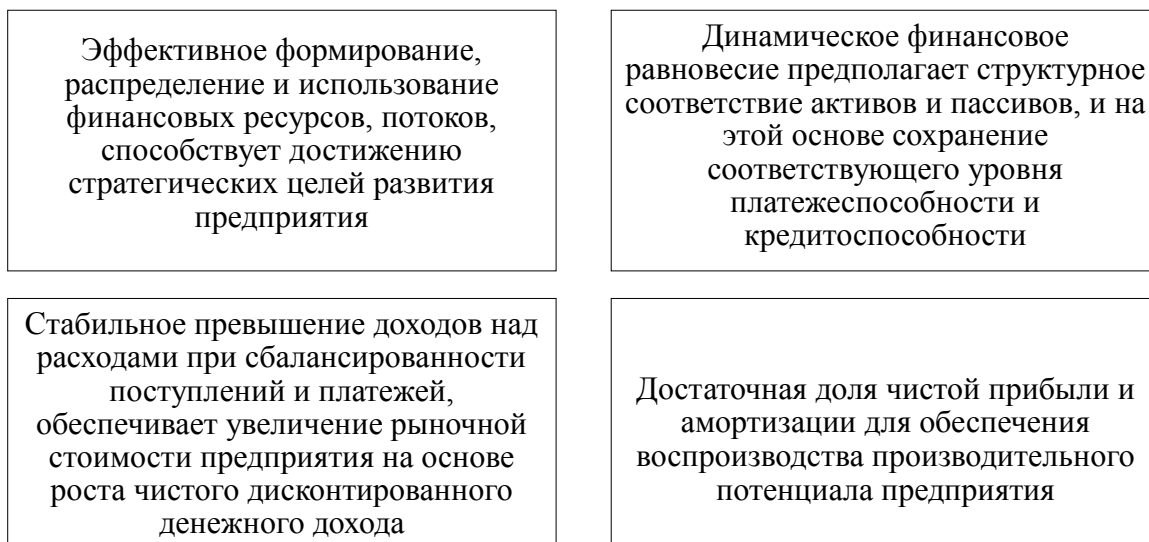 Эффективное формирование,
распределение и использование
финансовых ресурсов, потоков,
способствует достижению
стратегических целей развития
предприятия
Динамическое финансовое
равновесие предполагает структурное
соответствие активов и пассивов, и на
этой основе сохранение
соответствующего уровня
платежеспособности и
кредитоспособности
Стабильное превышение доходов над
расходами при сбалансированности
поступлений и платежей,
обеспечивает увеличение рыночной
стоимости предприятия на основе
роста чистого дисконтированного
денежного дохода
Достаточная доля чистой прибыли и
амортизации для обеспечения
воспроизводства производительного
потенциала предприятия